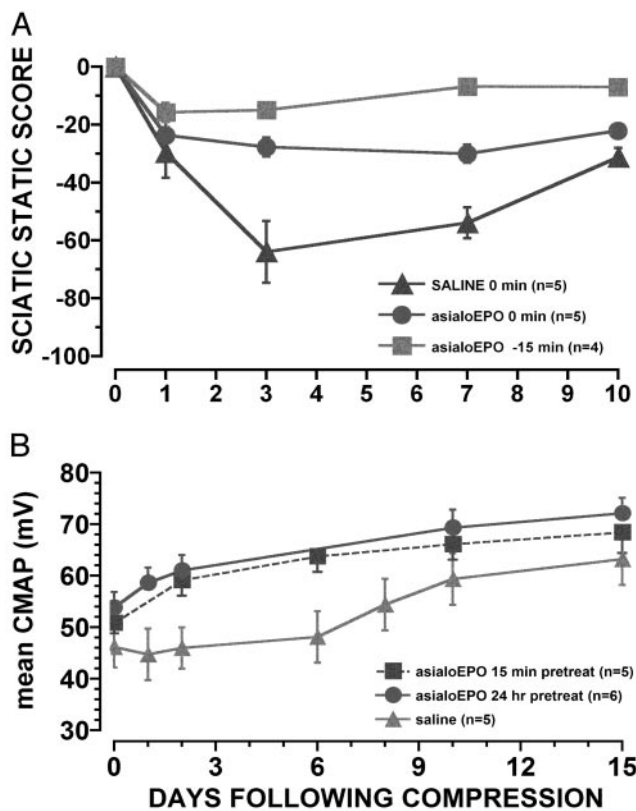 A
SCIATIC STATIC SCORE
0
-20
-40
-60
-80
-100
SALINE 0 min (n=5)
asialoEPO 0 min (n=5)
asialoEPO -15 min (n=4)
0 1 2 3 4 5 6 7 8 9 10
B
mean CMAP (mV)
80
70
60
50
40
30
asialoEPO 15 min pretreat (n=5)
asialoEPO 24 hr pretreat (n=6)
saline (n=5)
0 3 6 9 12 15
DAYS FOLLOWING COMPRESSION